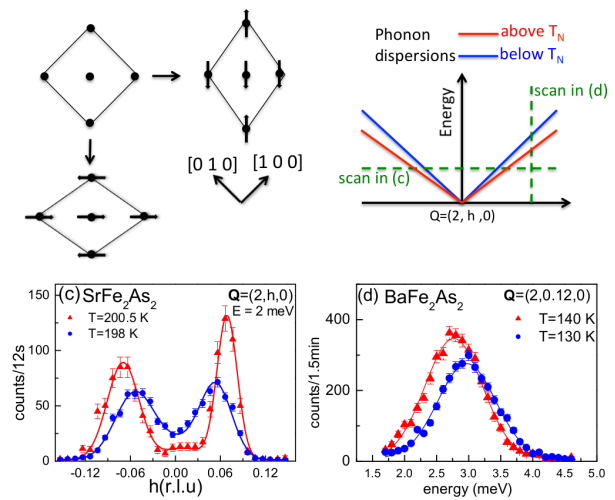 Phonon dispersions
above T_N
below T_N
Energy
scan in (d)
scan in (c)
Q=(2, h ,0)
[0 1 0]
[1 0 0]
(c) SrFe₂As₂
Q=(2,h,0)
E = 2 meV
T=200.5 K
T=198 K
counts/12s
150
100
50
0
-0.12
-0.06
0.00
0.06
0.12
h(r.l.u)
(d) BaFe₂As₂
Q=(2,0.12,0)
T=140 K
T=130 K
counts/1.5min
400
200
0
1.5
2.0
2.5
3.0
3.5
4.0
4.5
5.0
energy (meV)